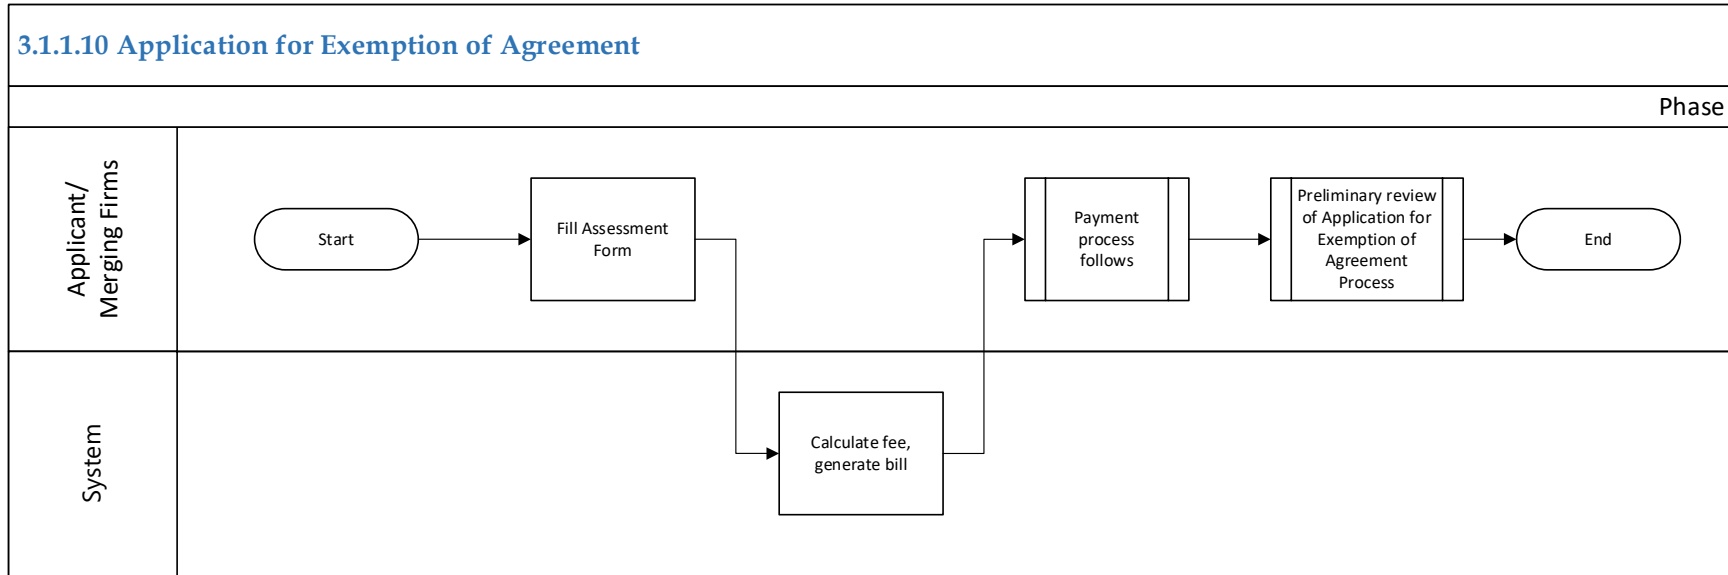 3.1.1.10 Application for Exemption of Agreement
Phase
Applicant/
Merging Firms
Start
Fill Assessment
Form
Payment
process
follows
Preliminary review
of Application for
Exemption of
Agreement
Process
End
System
Calculate fee,
generate bill